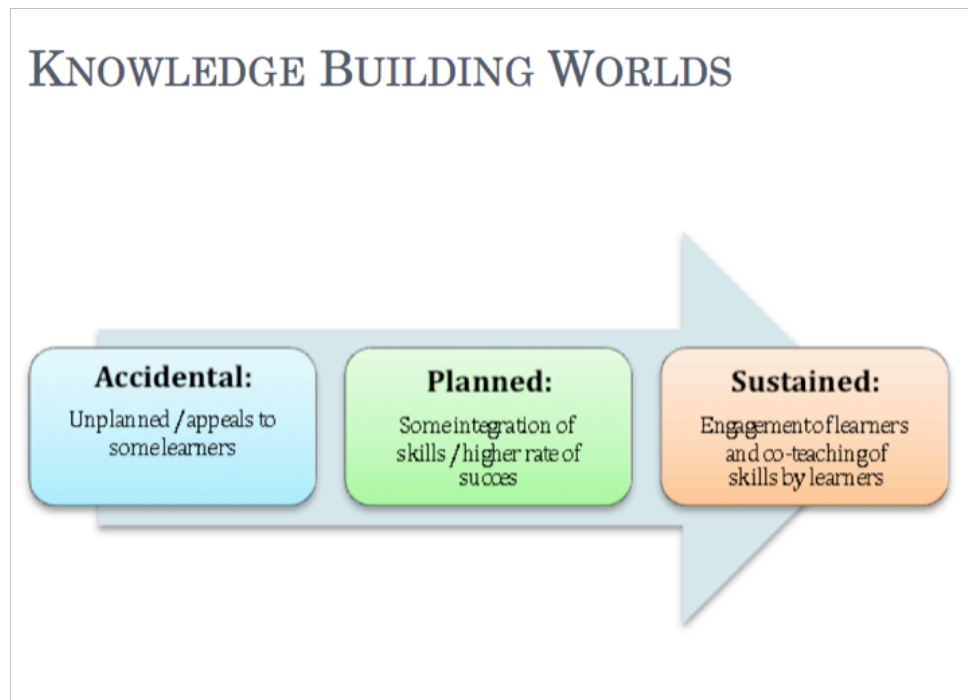 KNOWLEDGE BUILDING WORLDS
Accidental:
Unplanned / appeals to
some learners
Planned:
Some integration of
skills / higher rate of
succes
Sustained:
Engagement of learners
and co-teaching of
skills by learners